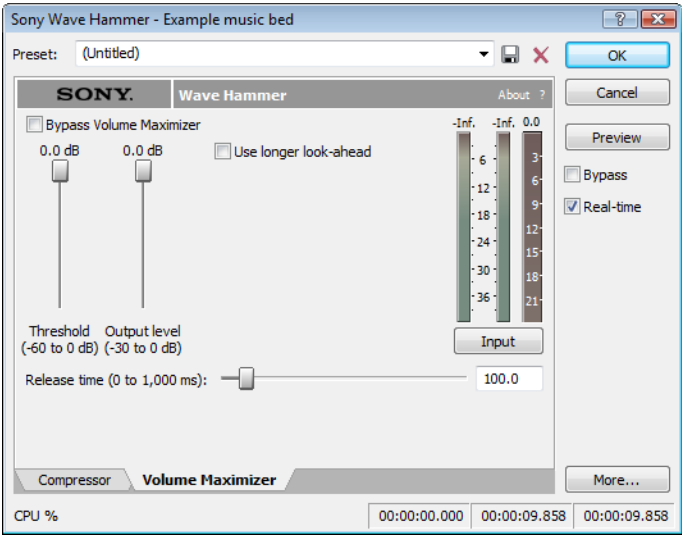 Sony Wave Hammer - Example music bed
?
Preset:
(Untitled)
OK
SONY.
Wave Hammer
About ?
Cancel
Bypass Volume Maximizer
-Inf.
-Inf.
0.0
Preview
0.0 dB
0.0 dB
Use longer look-ahead
6
12
18
24
30
36
3
6
9
12
15
18
21
Bypass
Real-time
Threshold
(-60 to 0 dB)
Output level
(-30 to 0 dB)
Input
Release time (0 to 1,000 ms):
100.0
Compressor
Volume Maximizer
More...
CPU %
00:00:00.000
00:00:09.858
00:00:09.858